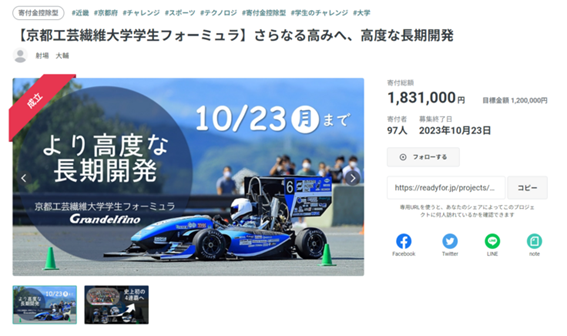 寄付金控除型 #近畿 #京都府 #チャレンジ #スポーツ #テクノロジ #寄付金控除型 #学生のチャレンジ #大学
【京都工芸繊維大学学生フォーミュラ】さらなる高みへ、高度な長期開発
射場 大輔
成立
10/23月まで
より高度な
長期開発
京都工芸繊維大学学生フォーミュラ
Grandelfino
6
寄付総額
1,831,000円
目標金額 1,200,000円
寄付者
97人
募集終了日
2023年10月23日
フォローする
https://readyfor.jp/projects/...
コピー
専用URLを使うと、あなたのシェアによってこのプロジェ
クトに何人訪れているかを確認できます
Facebook
Twitter
LINE
note
10/23
より高度な
長期開発
史上初の
4連覇へ